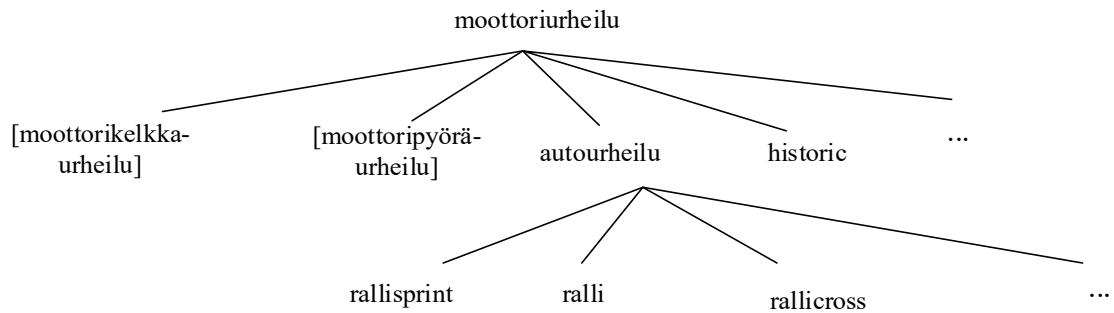 moottoriurheilu
[moottorikelkka-
urheilu]
[moottoripyörä-
urheilu]
autourheilu
historic
...
rallisprint
ralli
rallicross
...